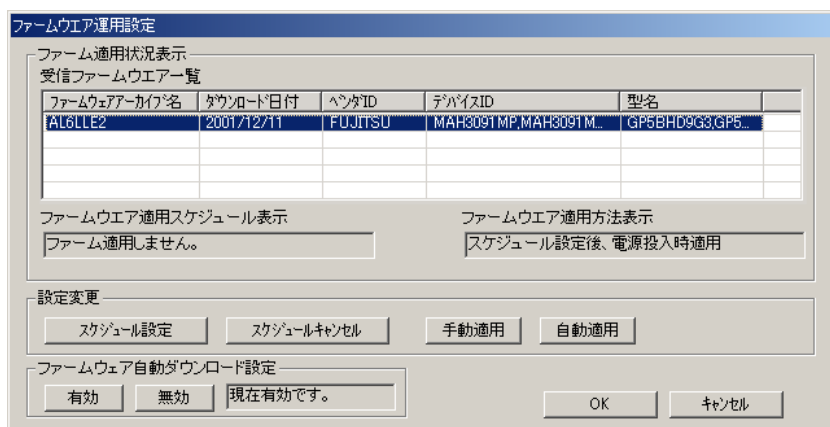 ファームウエア運用設定
ファーム適用状況表示
受信ファームウエアー覧
ﾌｧｰﾑｳｪｱｱｰｶｲﾌﾞ名 ﾀﾞｳﾝﾛｰﾄﾞ日付 ﾍﾞﾝﾀﾞID ﾃﾞﾊﾞｲｽID 型名
AL6LLE2 2001/12/11 FUJITSU MAH3091MP,MAH3091M... GP5BHD9G3,GP5...
ファームウエア適用スケジュール表示 ファームウエア適用方法表示
ファーム適用しません。 スケジュール設定後、電源投入時適用
設定変更
ｽｹｼﾞｭｰﾙ設定 ｽｹｼﾞｭｰﾙｷｬﾝｾﾙ 手動適用 自動適用
ファームウェア自動ダウンロード設定
有効 無効 現在有効です。
OK ｷｬﾝｾﾙ